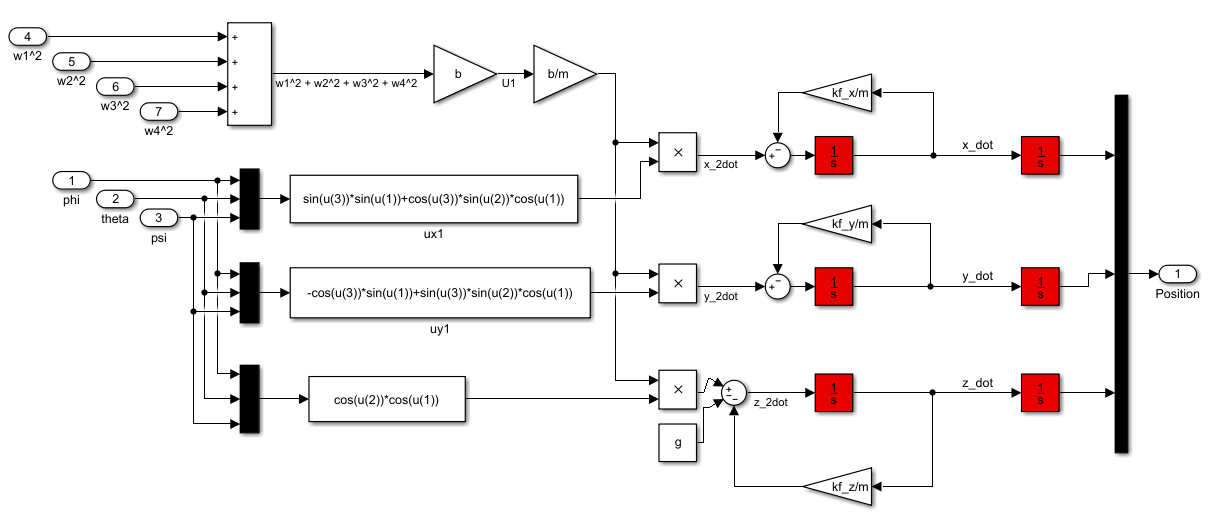 4
w1^2
5
w2^2
6
w3^2
7
w4^2
+
+
+
+
w1^2 + w2^2 + w3^2 + w4^2
b
U1
b/m
1
phi
2
theta
3
psi
sin(u(3))*sin(u(1))+cos(u(3))*sin(u(2))*cos(u(1))
ux1
-cos(u(3))*sin(u(1))+sin(u(3))*sin(u(2))*cos(u(1))
uy1
cos(u(2))*cos(u(1))
×
x_2dot
kf_x/m
−
+
1
s
x_dot
1
s
×
y_2dot
kf_y/m
−
+
1
s
y_dot
1
s
×
g
+
−
−
z_2dot
1
s
z_dot
1
s
kf_z/m
1
Position